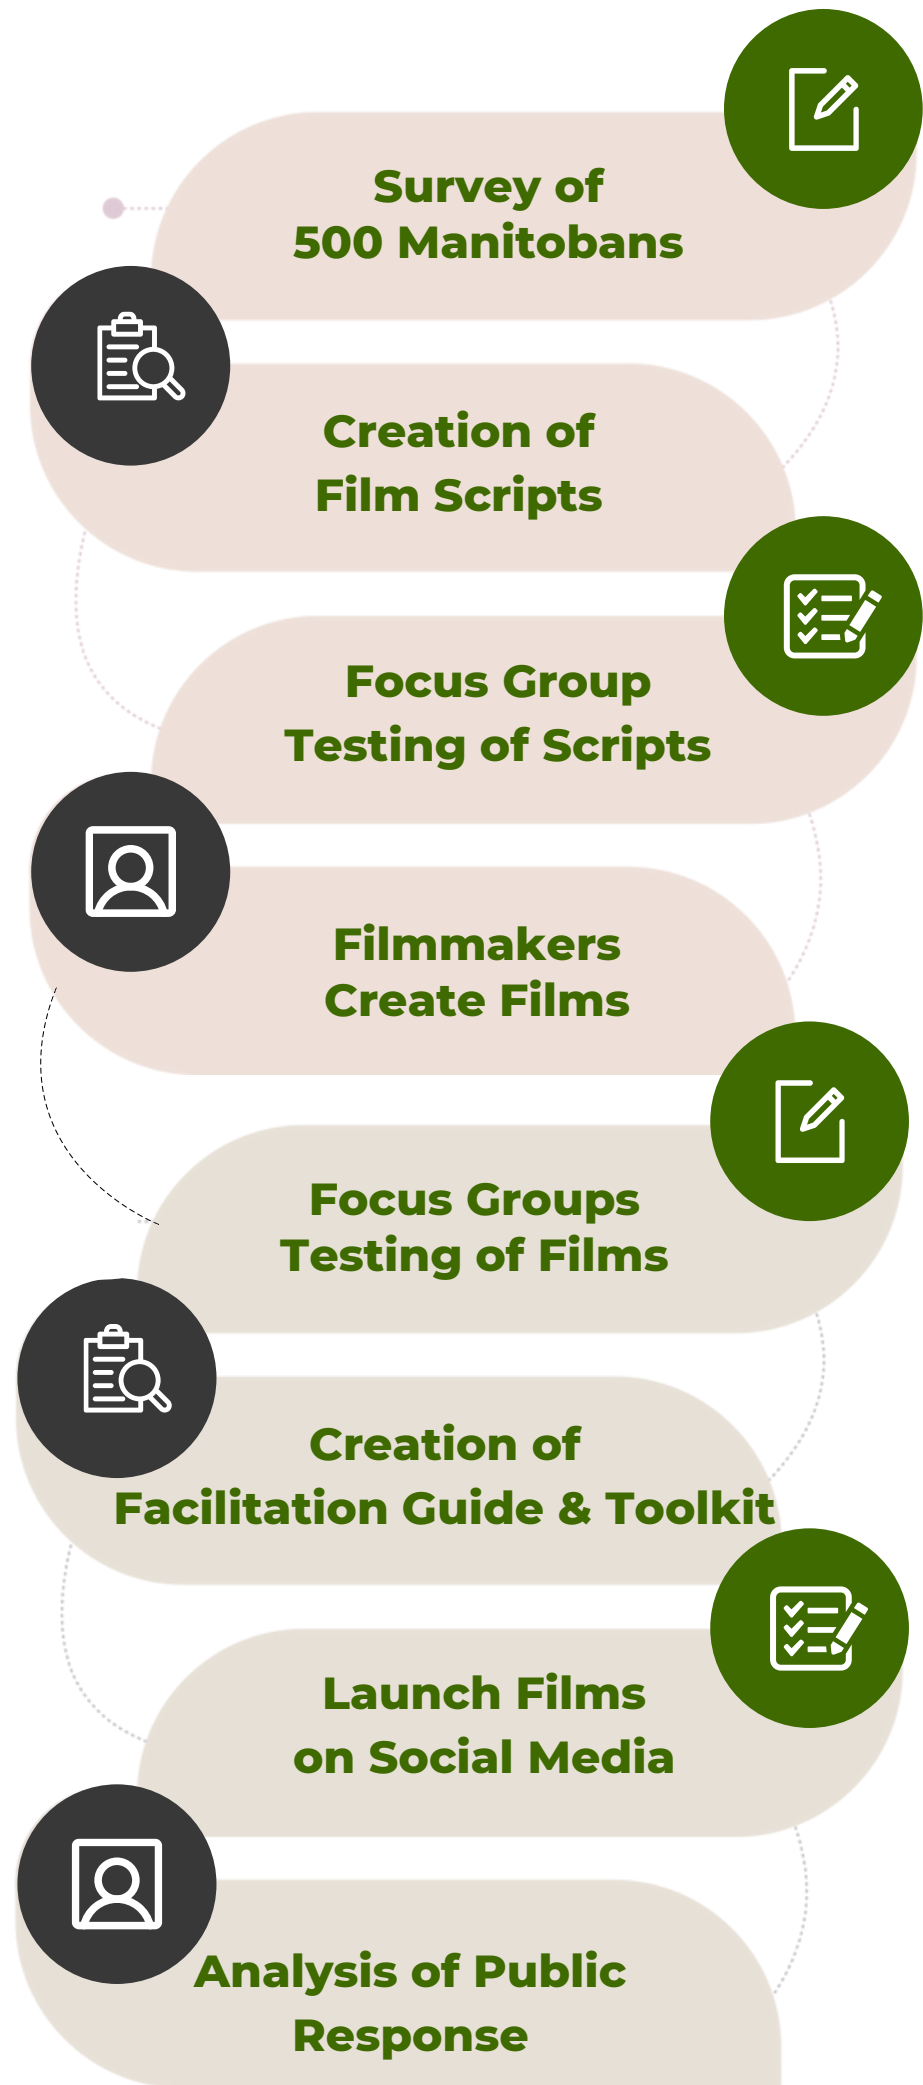 Survey of
500 Manitobans
Creation of
Film Scripts
Focus Group
Testing of Scripts
Filmmakers
Create Films
Focus Groups
Testing of Films
Creation of
Facilitation Guide & Toolkit
Launch Films
on Social Media
Analysis of Public
Response